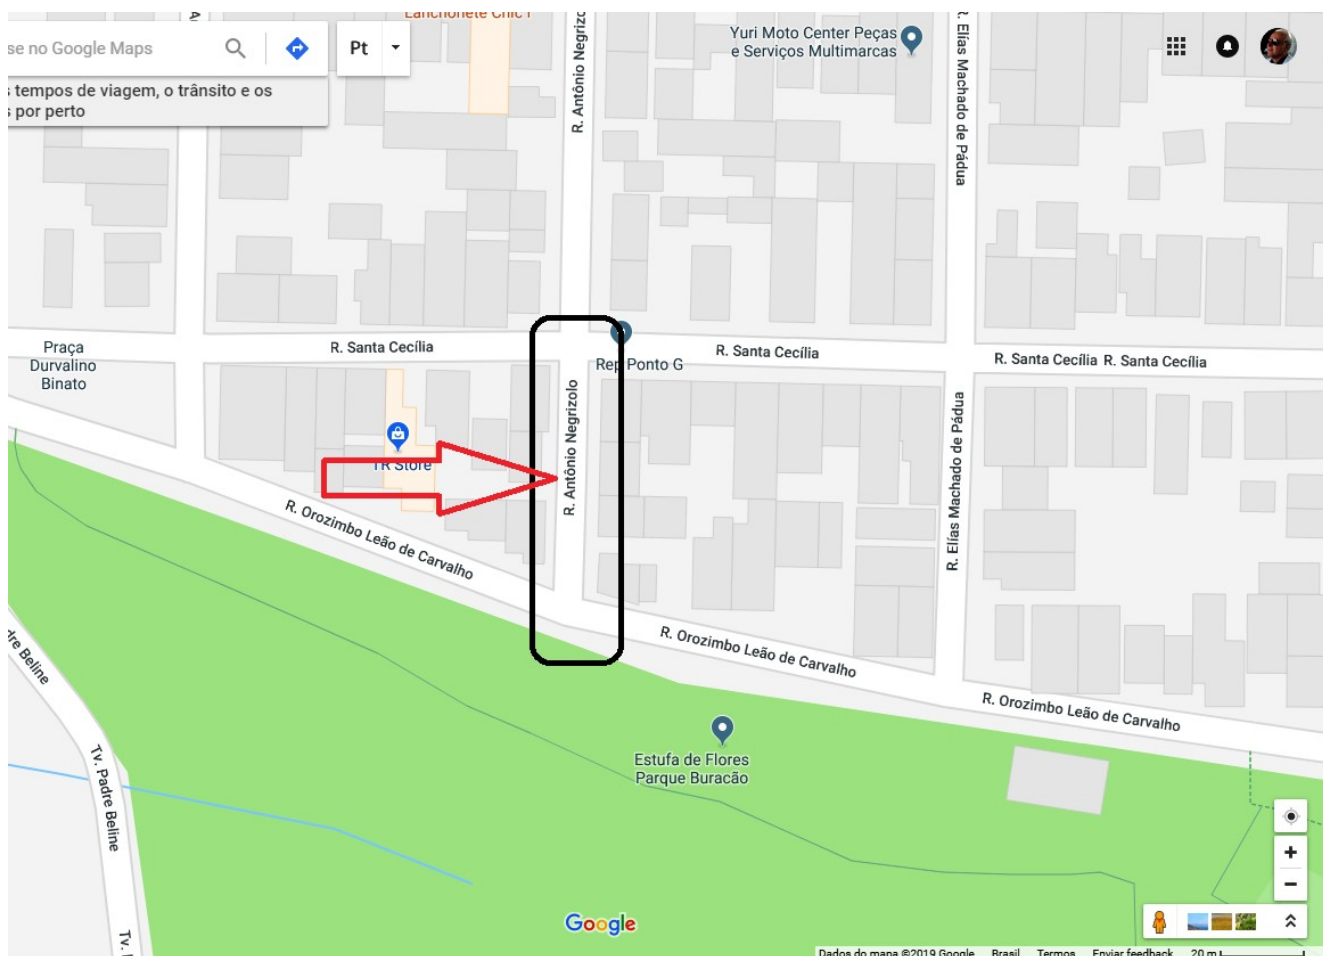 Lanchonete Chic I
se no Google Maps
Pt
tempos de viagem, o trânsito e os
por perto
R. Antônio Negrizolo
Yuri Moto Center Peças
e Serviços Multimarcas
R. Elías Machado de Pádua
Praça
Durvalino
Binato
R. Santa Cecília
Rep Ponto G
R. Santa Cecília
R. Santa Cecília R. Santa Cecília
TR Store
R. Antônio Negrizolo
R. Elías Machado de Pádua
R. Orozimbo Leão de Carvalho
R. Orozimbo Leão de Carvalho
R. Orozimbo Leão de Carvalho
Padre Beline
Tv. Padre Beline
Tv.
Estufa de Flores
Parque Buracão
Google
Dados do mapa ©2019 Google Brasil Termos Enviar feedback 20 m